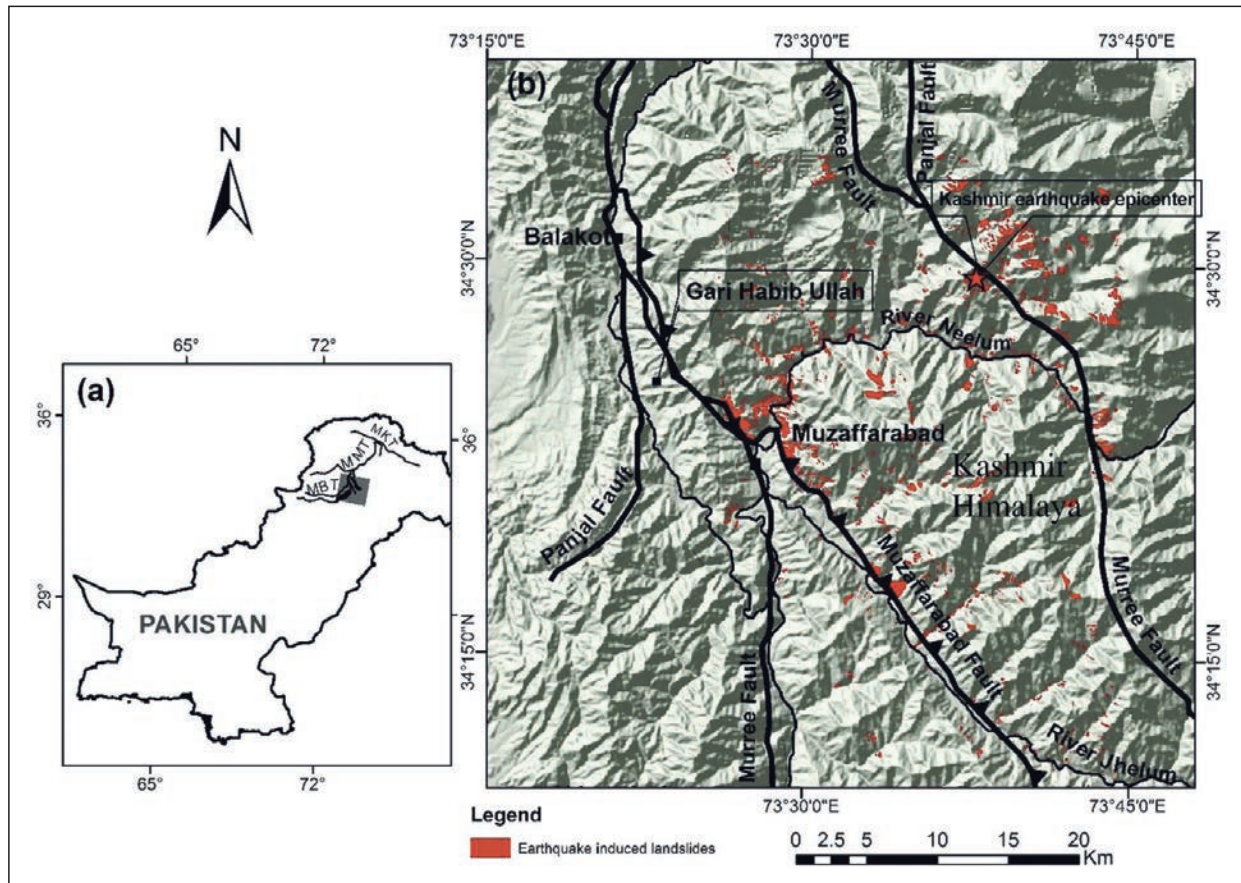 N
(a)
65°
72°
36°
36°
29°
MKT
MMT
MBT
PAKISTAN
65°
72°
(b)
73°15'0"E
73°30'0"E
73°45'0"E
Murree Fault
Panjal Fault
Kashmir earthquake epicenter
Balakot
34°30'0"N
34°30'0"N
Gari Habib Ullah
River Neelum
Muzaffarabad
Kashmir
Himalaya
Panjal Fault
Muzaffarabad Fault
Murree Fault
34°15'0"N
34°15'0"N
Murree Fault
River Jhelum
73°30'0"E
73°45'0"E
Legend
Earthquake induced landslides
0 2.5 5 10 15 20
Km